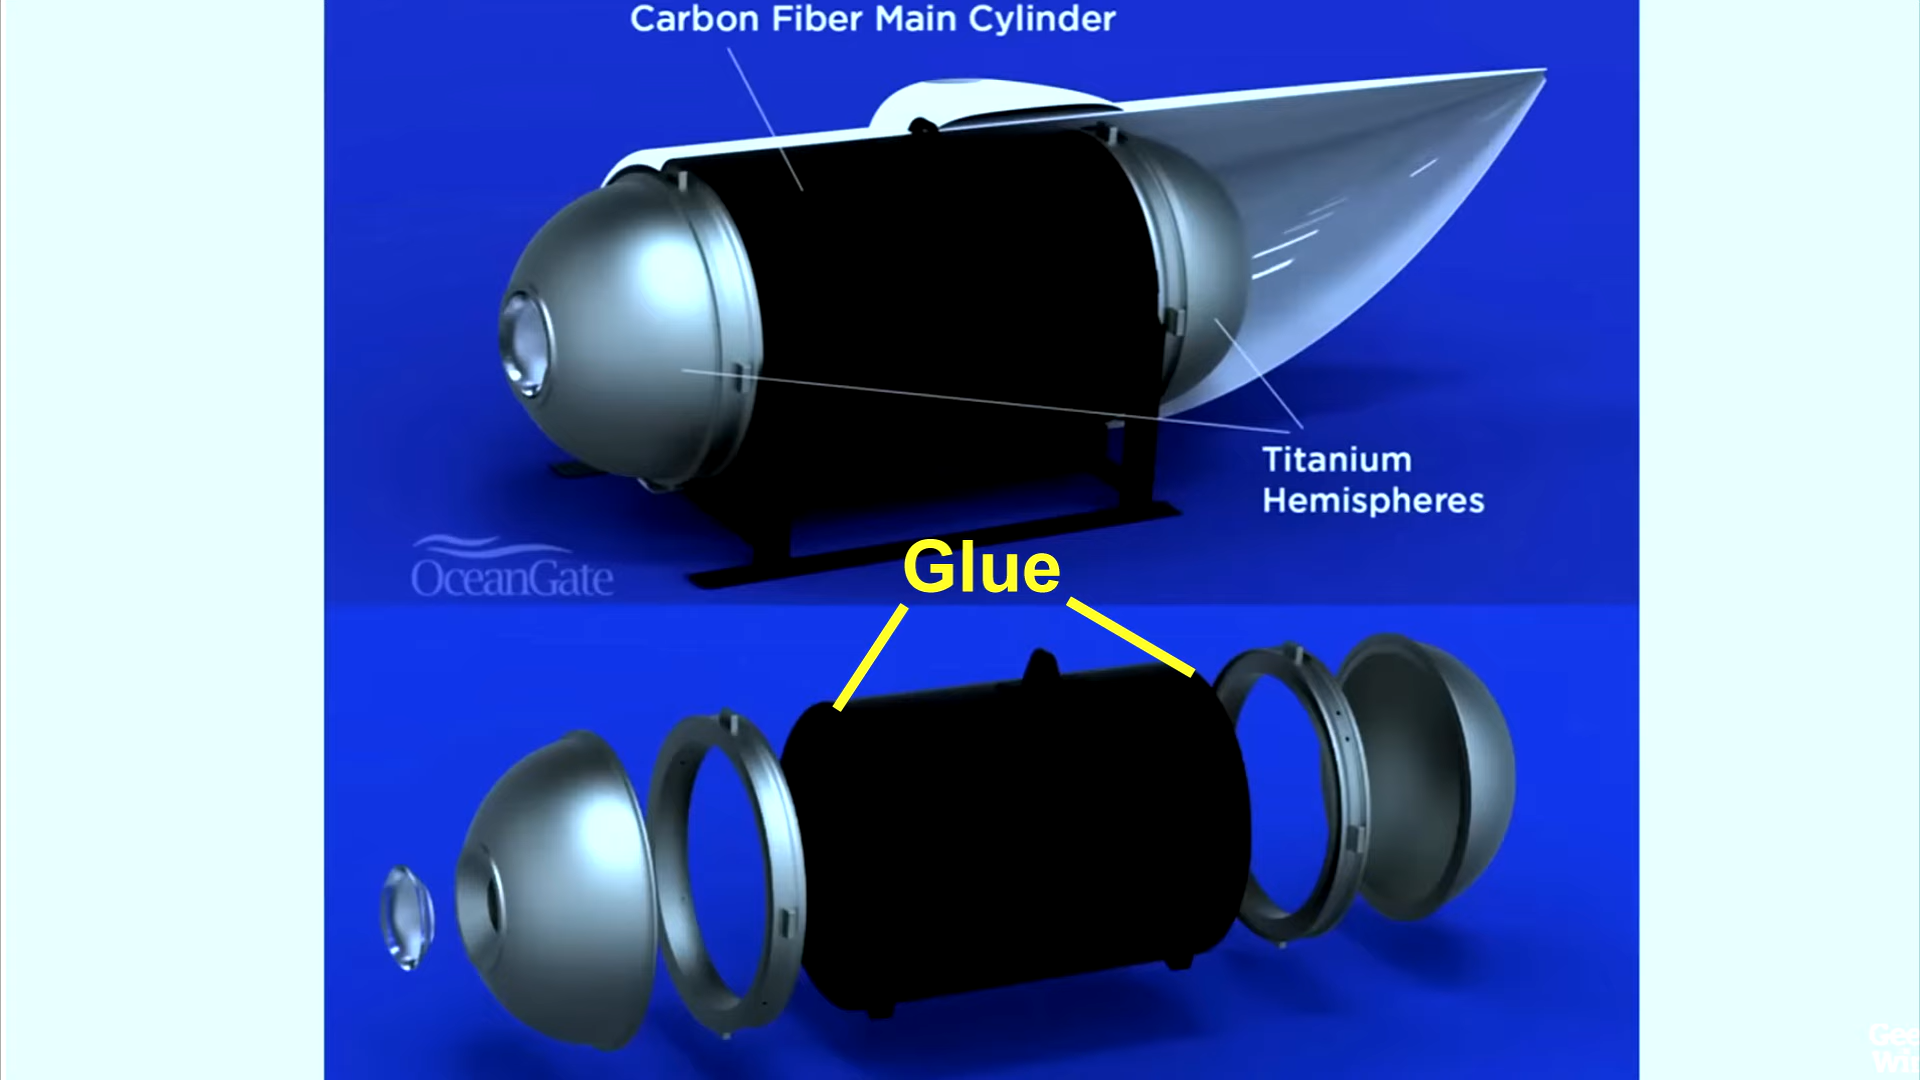 Carbon Fiber Main Cylinder
Titanium
Hemispheres
OceanGate
Glue